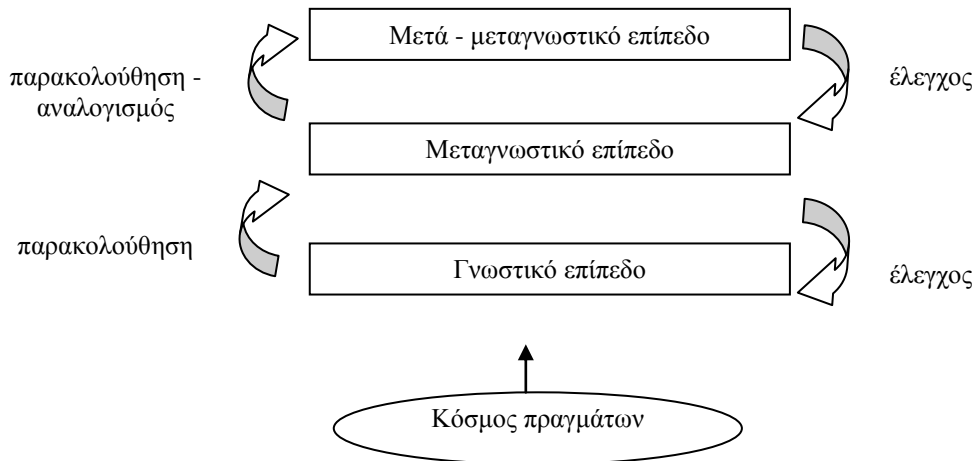 Μετά - μεταγνωστικό επίπεδο
παρακολούθηση -
αναλογισμός
έλεγχος
Μεταγνωστικό επίπεδο
παρακολούθηση
Γνωστικό επίπεδο
έλεγχος
Κόσμος πραγμάτων